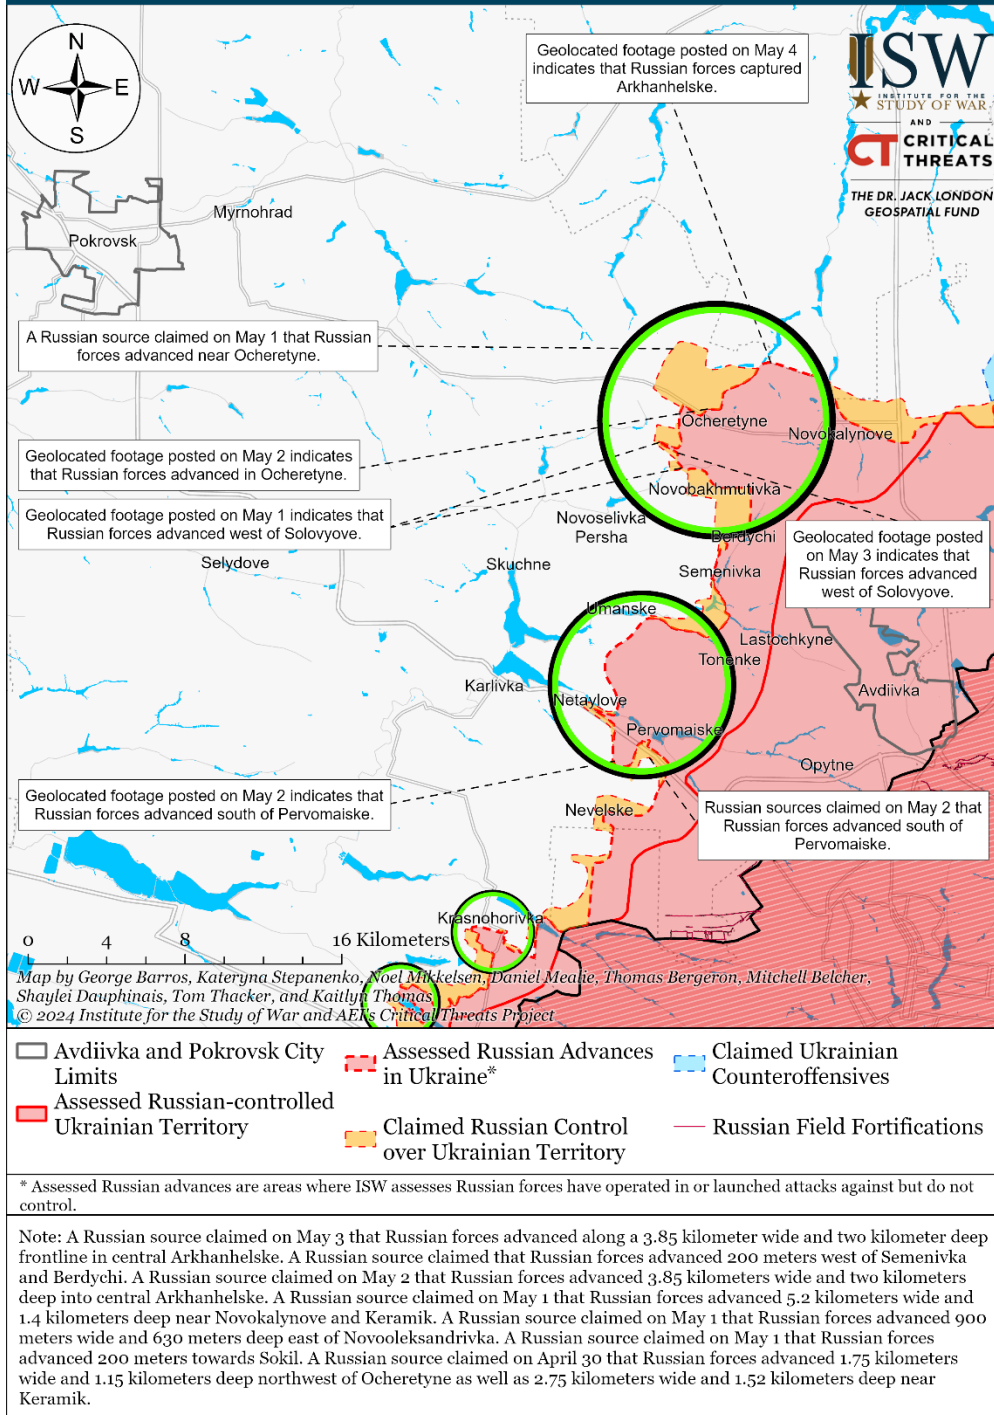 N
W
E
S
Geolocated footage posted on May 4
indicates that Russian forces captured
Arkhanhelske.
ISW
INSTITUTE FOR THE
STUDY OF WAR
AND
CT CRITICAL
THREATS
THE DR. JACK LONDON
GEOSPATIAL FUND
Myrnohrad
Pokrovsk
A Russian source claimed on May 1 that Russian
forces advanced near Ocheretyne.
Ocheretyne
Novokalynove
Geolocated footage posted on May 2 indicates
that Russian forces advanced in Ocheretyne.
Novobakhmutivka
Geolocated footage posted on May 1 indicates that
Russian forces advanced west of Solovyove.
Novoselivka
Persha
Berdychi
Geolocated footage posted
on May 3 indicates that
Russian forces advanced
west of Solovyove.
Selydove
Skuchne
Semenivka
Umanske
Lastochkyne
Tonenke
Karlivka
Avdiivka
Netaylove
Pervomaiske
Opytne
Geolocated footage posted on May 2 indicates that
Russian forces advanced south of Pervomaiske.
Nevelske
Russian sources claimed on May 2 that
Russian forces advanced south of
Pervomaiske.
Krasnohorivka
0 4 8 16 Kilometers
Map by George Barros, Kateryna Stepanenko, Noel Mikkelsen, Daniel Mealie, Thomas Bergeron, Mitchell Belcher,
Shaylei Dauphinais, Tom Thacker, and Kaitlyn Thomas
© 2024 Institute for the Study of War and AEI's Critical Threats Project
Avdiivka and Pokrovsk City
Limits
Assessed Russian-controlled
Ukrainian Territory
Assessed Russian Advances
in Ukraine*
Claimed Russian Control
over Ukrainian Territory
Claimed Ukrainian
Counteroffensives
Russian Field Fortifications
* Assessed Russian advances are areas where ISW assesses Russian forces have operated in or launched attacks against but do not
control.
Note: A Russian source claimed on May 3 that Russian forces advanced along a 3.85 kilometer wide and two kilometer deep
frontline in central Arkhanhelske. A Russian source claimed that Russian forces advanced 200 meters west of Semenivka
and Berdychi. A Russian source claimed on May 2 that Russian forces advanced 3.85 kilometers wide and two kilometers
deep into central Arkhanhelske. A Russian source claimed on May 1 that Russian forces advanced 5.2 kilometers wide and
1.4 kilometers deep near Novokalynove and Keramik. A Russian source claimed on May 1 that Russian forces advanced 900
meters wide and 630 meters deep east of Novooleksandrivka. A Russian source claimed on May 1 that Russian forces
advanced 200 meters towards Sokil. A Russian source claimed on April 30 that Russian forces advanced 1.75 kilometers
wide and 1.15 kilometers deep northwest of Ocheretyne as well as 2.75 kilometers wide and 1.52 kilometers deep near
Keramik.